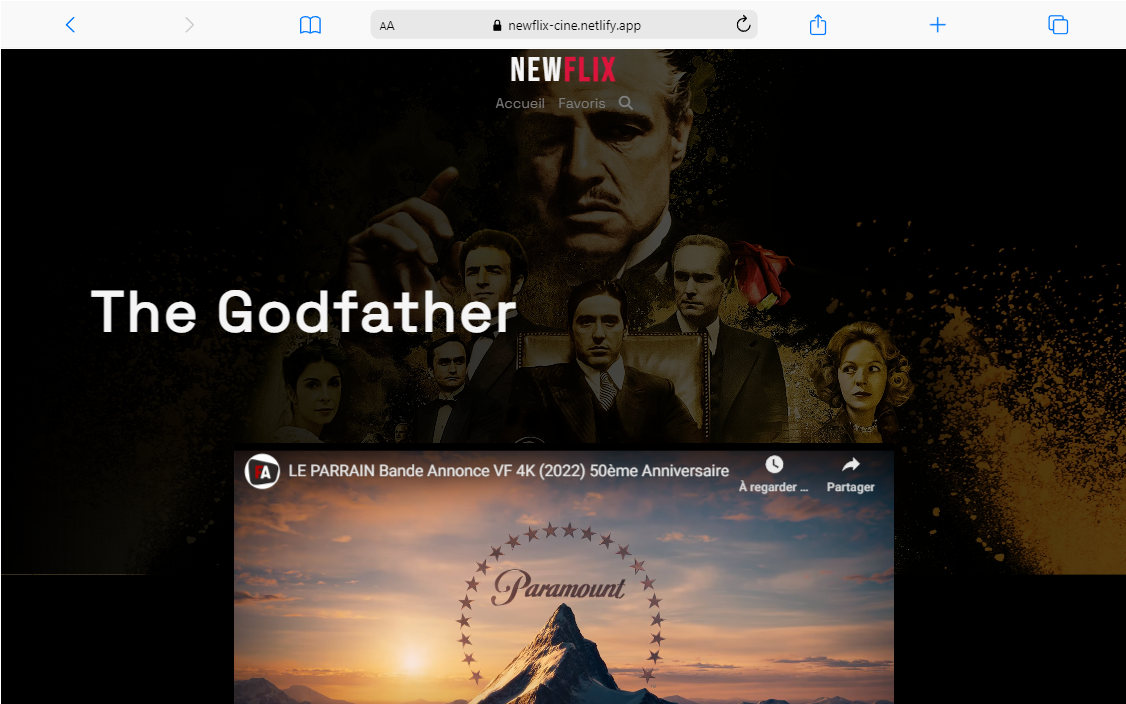 AA
newflix-cine.netlify.app
NEWFLIX
Accueil Favoris
The Godfather
FA
LE PARRAIN Bande Annonce VF 4K (2022) 50ème Anniversaire
À regarder ...
Partager
Paramount